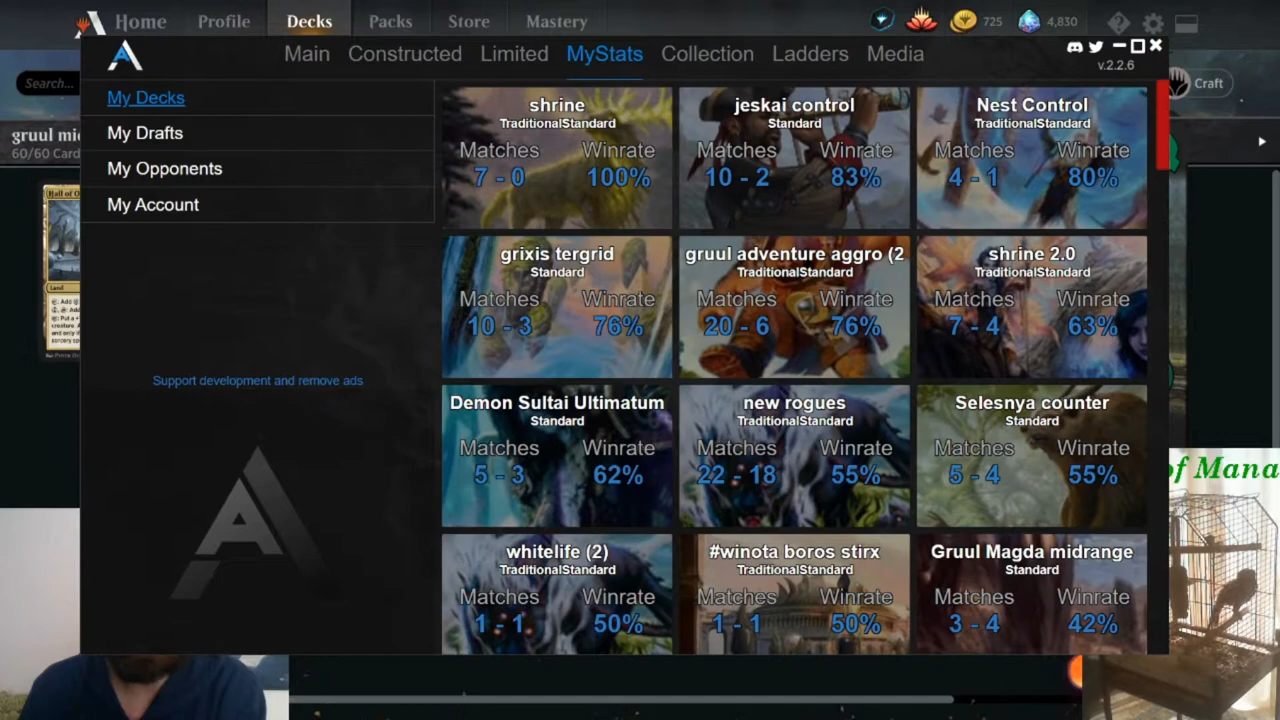 Home Profile Decks Packs Store Mastery 725 4,830
Main Constructed Limited MyStats Collection Ladders Media
v.2.2.6
Search...
Craft
gruul mi
60/60 Card
My Decks
My Drafts
My Opponents
My Account
Support development and remove ads
shrine
TraditionalStandard
Matches Winrate
7 - 0 100%
jeskai control
Standard
Matches Winrate
10 - 2 83%
Nest Control
TraditionalStandard
Matches Winrate
4 - 1 80%
grixis tergrid
Standard
Matches Winrate
10 - 3 76%
gruul adventure aggro (2
TraditionalStandard
Matches Winrate
20 - 6 76%
shrine 2.0
TraditionalStandard
Matches Winrate
7 - 4 63%
Demon Sultai Ultimatum
Standard
Matches Winrate
5 - 3 62%
new rogues
TraditionalStandard
Matches Winrate
22 - 18 55%
Selesnya counter
Standard
Matches Winrate
5 - 4 55%
whitelife (2)
TraditionalStandard
Matches Winrate
1 - 1 50%
#winota boros stirx
TraditionalStandard
Matches Winrate
1 - 1 50%
Gruul Magda midrange
Standard
Matches Winrate
3 - 4 42%
of Mana
Hall of O
Land